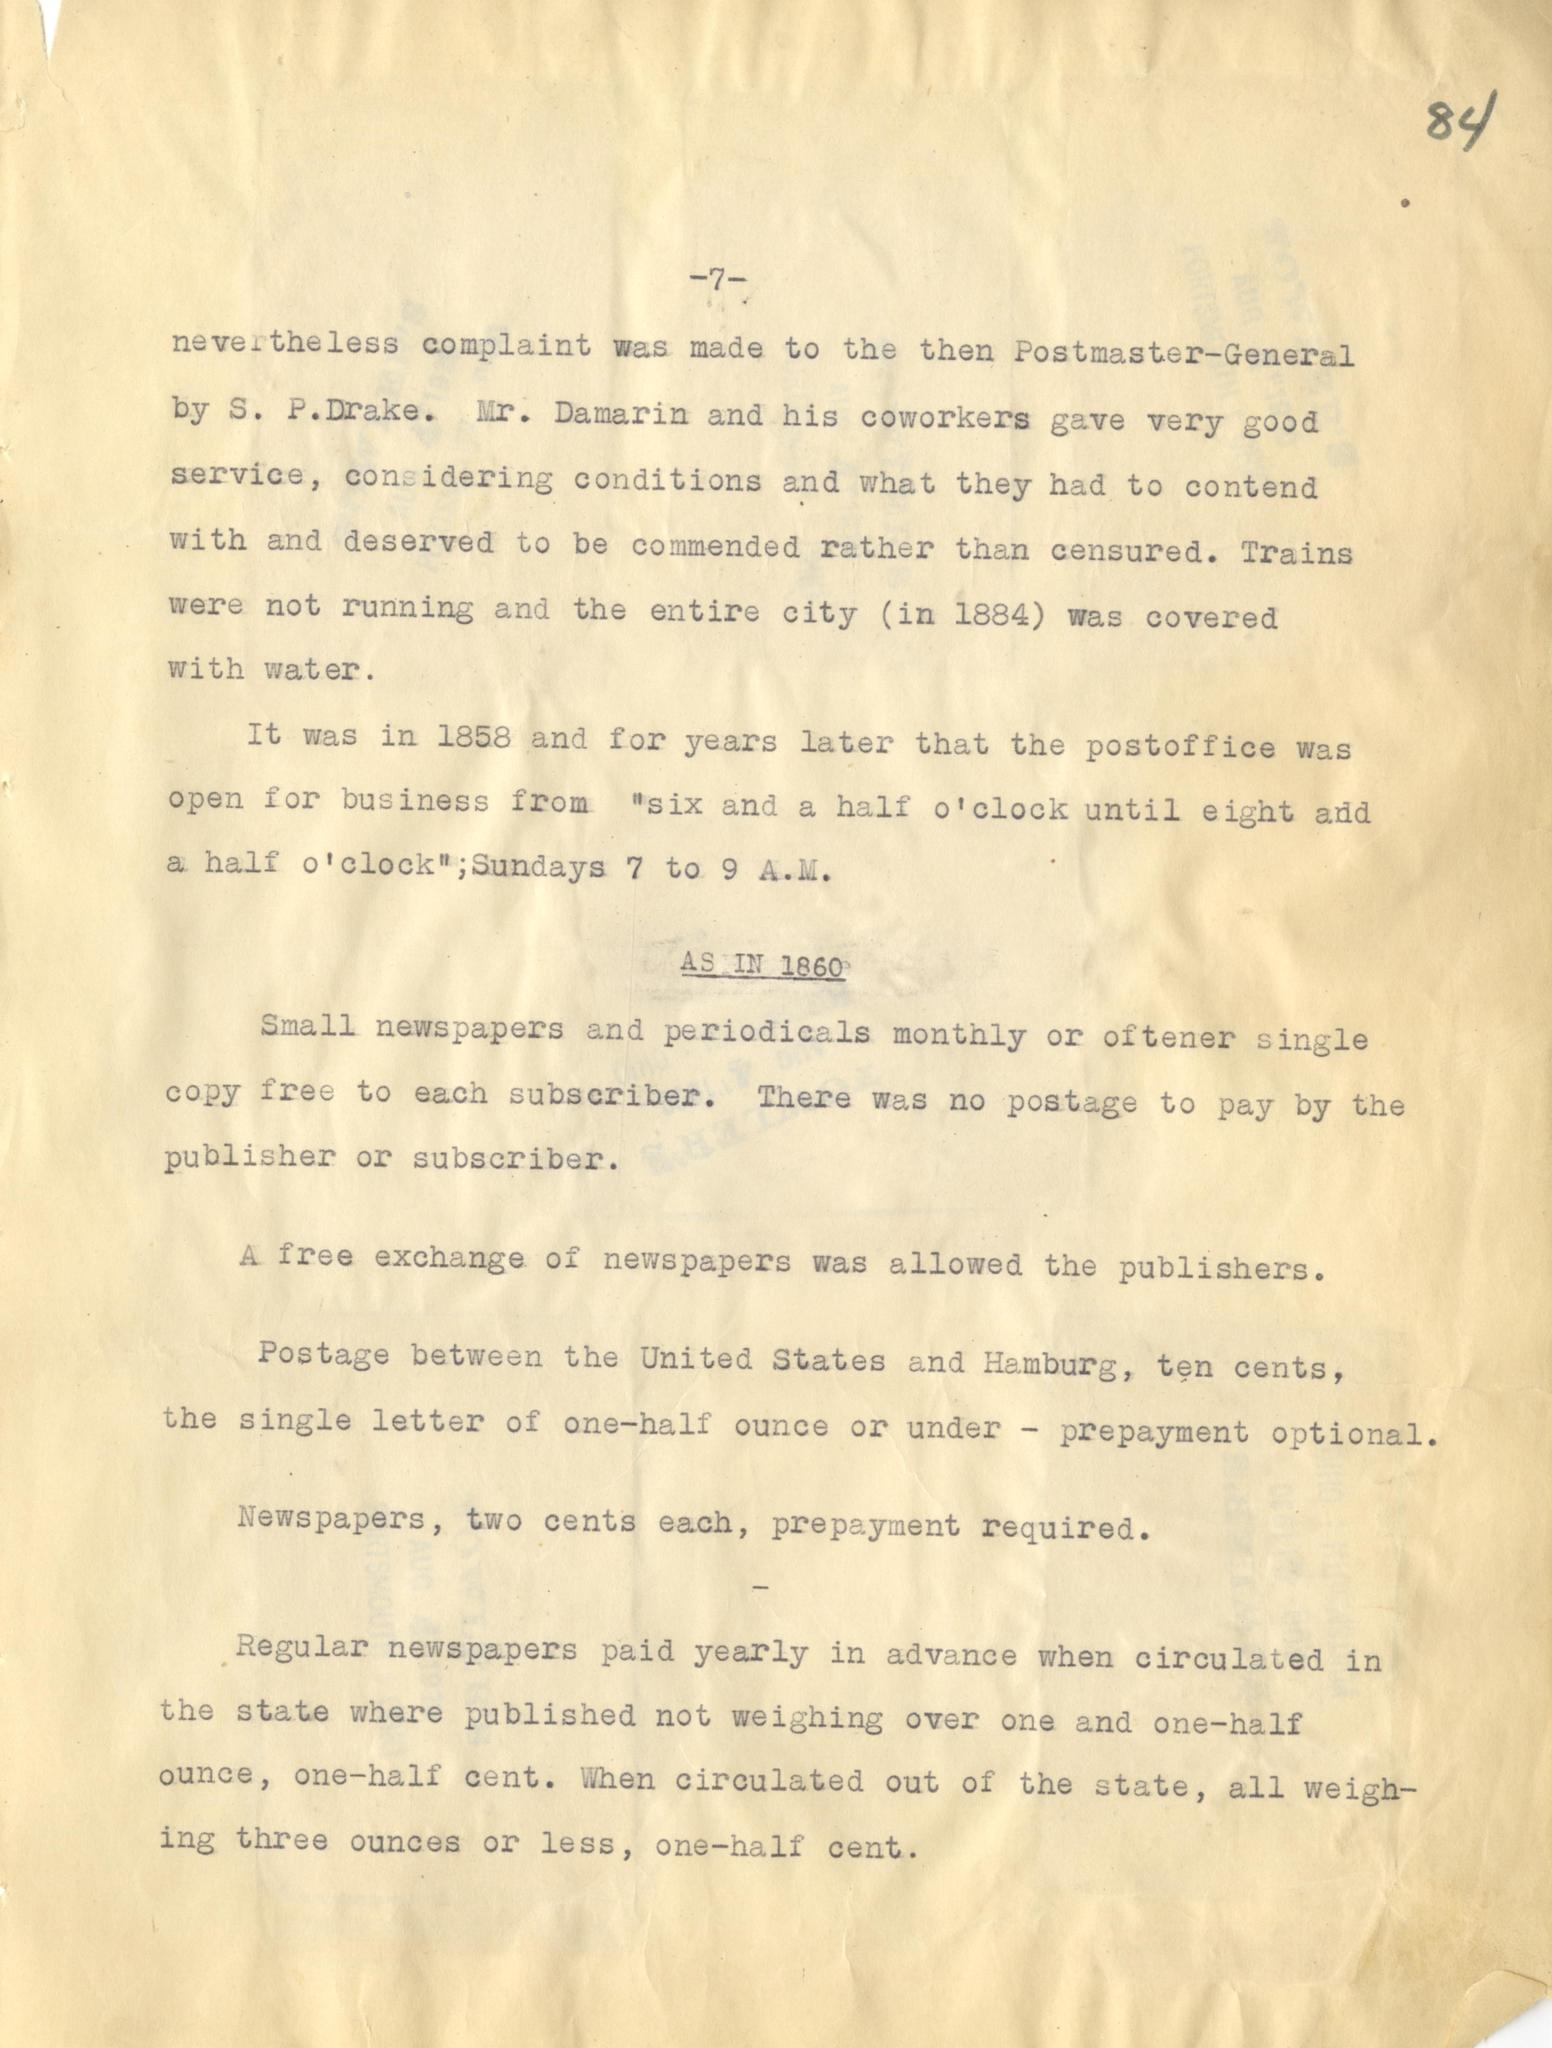 84
-7-
nevertheless complaint was made to the then Postmaster-General
by S. P.Drake. Mr. Damarin and his coworkers gave very good
service, considering conditions and what they had to contend
with and deserved to be commended rather than censured. Trains
were not running and the entire city (in 1884) was covered
with water.
It was in 1858 and for years later that the postoffice was
open for business from "six and a half o'clock until eight and
a half o'clock";Sundays 7 to 9 A.M.
AS IN 1860
Small newspapers and periodicals monthly or oftener single
copy free to each subscriber. There was no postage to pay by the
publisher or subscriber.
A free exchange of newspapers was allowed the publishers.
Postage between the United States and Hamburg, ten cents,
the single letter of one-half ounce or under - prepayment optional.
Newspapers, two cents each, prepayment required.
-
Regular newspapers paid yearly in advance when circulated in
the state where published not weighing over one and one-half
ounce, one-half cent. When circulated out of the state, all weigh-
ing three ounces or less, one-half cent.